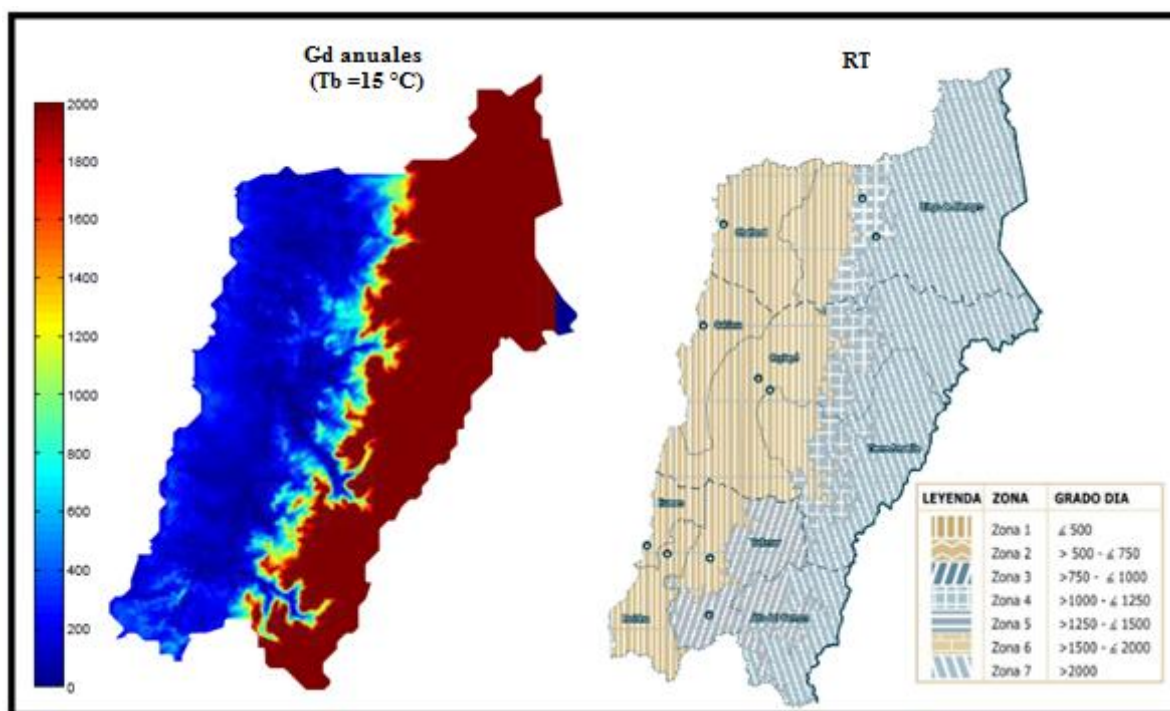 Gd anuales
(Tb =15 °C)
2000
1800
1600
1400
1200
1000
800
600
400
200
0
RT
LEYENDA ZONA GRADO DIA
Zona 1 ≤ 500
Zona 2 > 500 - ≤ 750
Zona 3 >750 - ≤ 1000
Zona 4 >1000 - ≤ 1250
Zona 5 >1250 - ≤ 1500
Zona 6 >1500 - ≤ 2000
Zona 7 >2000